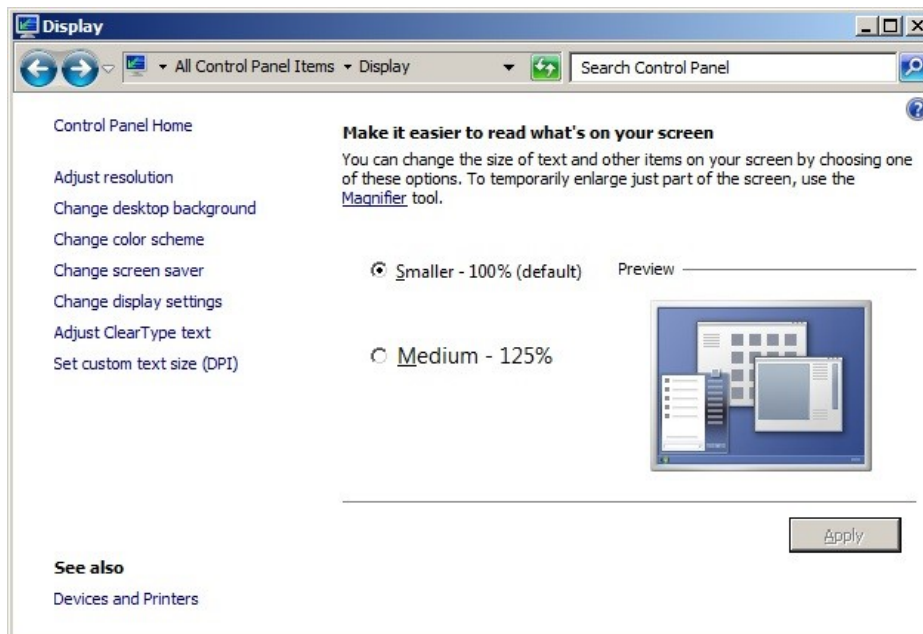 Display
All Control Panel Items Display
Search Control Panel
Control Panel Home
Adjust resolution
Change desktop background
Change color scheme
Change screen saver
Change display settings
Adjust ClearType text
Set custom text size (DPI)
See also
Devices and Printers
Make it easier to read what's on your screen
You can change the size of text and other items on your screen by choosing one
of these options. To temporarily enlarge just part of the screen, use the
Magnifier tool.
Smaller - 100% (default)
Preview
Medium - 125%
Apply